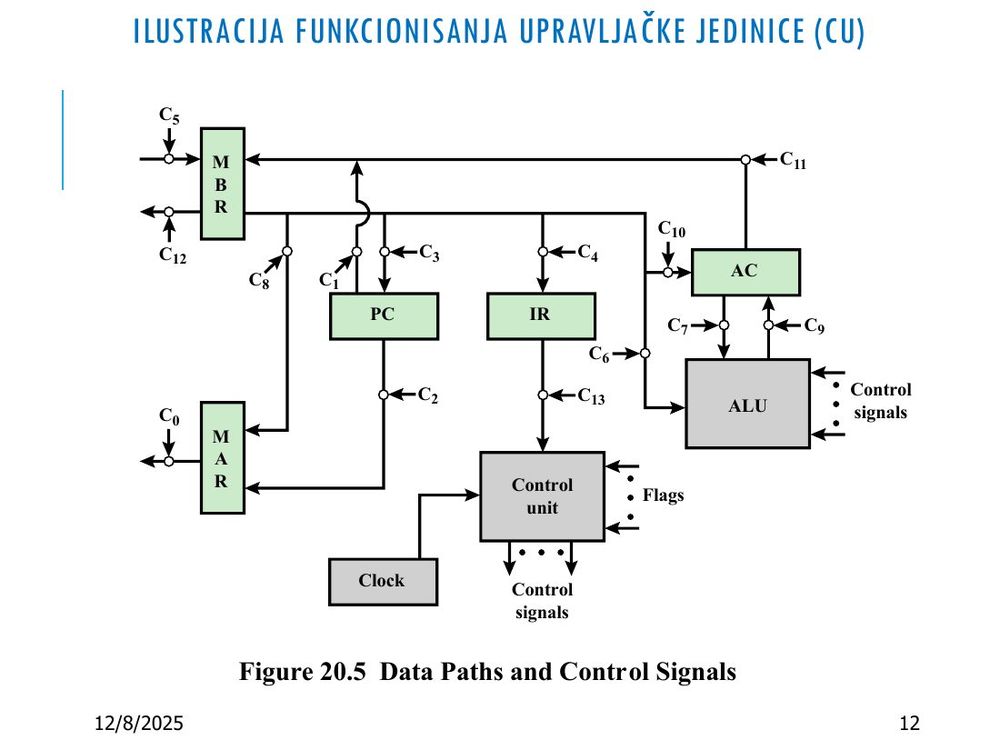 ILUSTRACIJA FUNKCIONISANJA UPRAVLJAČKE JEDINICE (CU)
C5
M
B
R
C11
C12
C8
C1
C3
C4
C10
AC
PC
IR
C7
C9
C6
C2
C13
ALU
Control
signals
C0
M
A
R
Control
unit
Flags
Clock
Control
signals
Figure 20.5 Data Paths and Control Signals
12/8/2025
12